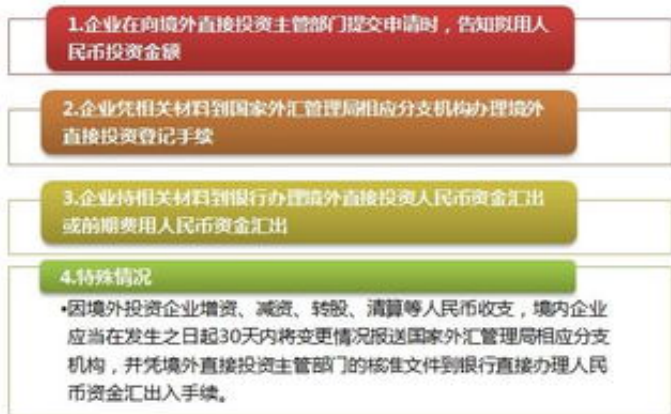 1.企业在向境外直接投资主管部门提交申请时，告知拟用人
民币投资金额
2.企业凭相关材料到国家外汇管理局相应分支机构办理境外
直接投资登记手续
3.企业持相关材料到银行办理境外直接投资人民币资金汇出
或前期费用人民币资金汇出
4.特殊情况
•因境外投资企业增资、减资、转股、清算等人民币收支，境内企业
应当在发生之日起30天内将变更情况报送国家外汇管理局相应分支
机构，并凭境外直接投资主管部门的核准文件到银行直接办理人民
币资金汇出入手续。